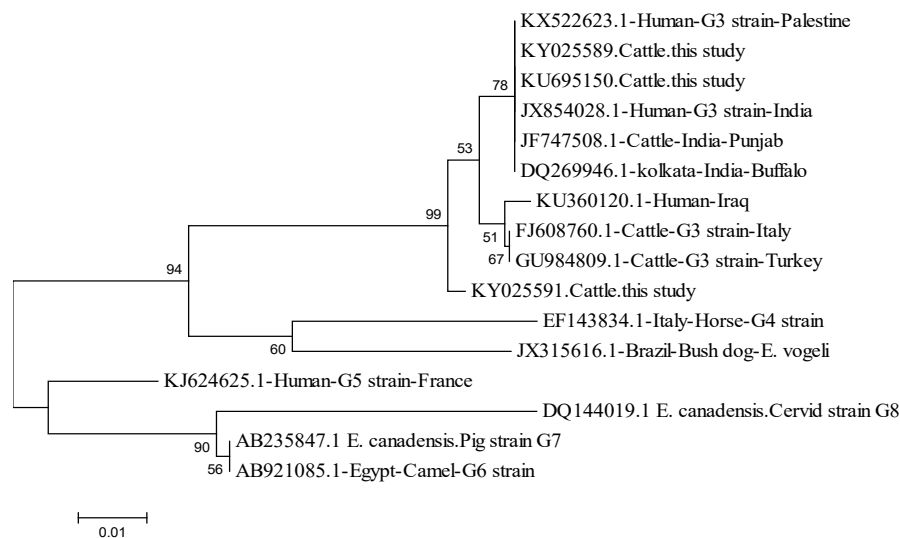 KX522623.1-Human-G3 strain-Palestine
KY025589.Cattle.this study
KU695150.Cattle.this study
78
JX854028.1-Human-G3 strain-India
JF747508.1-Cattle-India-Punjab
53
DQ269946.1-kolkata-India-Buffalo
KU360120.1-Human-Iraq
99
FJ608760.1-Cattle-G3 strain-Italy
51
67
GU984809.1-Cattle-G3 strain-Turkey
94
KY025591.Cattle.this study
EF143834.1-Italy-Horse-G4 strain
60
JX315616.1-Brazil-Bush dog-E. vogeli
KJ624625.1-Human-G5 strain-France
DQ144019.1 E. canadensis.Cervid strain G8
90
AB235847.1 E. canadensis.Pig strain G7
56
AB921085.1-Egypt-Camel-G6 strain
0.01